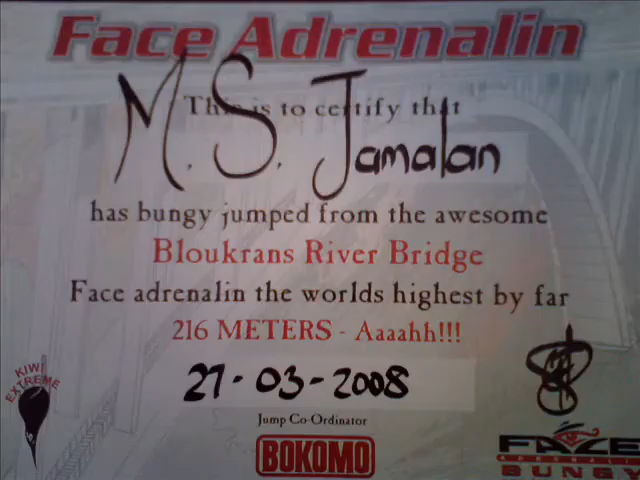 Face Adrenalin
This is to certify that
M.S. Jamalan
has bungy jumped from the awesome
Bloukrans River Bridge
Face adrenalin the worlds highest by far
216 METERS - Aaaahh!!!
27-03-2008
KIWI
EXTREME
Jump Co-Ordinator
BOKOMO
FACE
ADRENALIN
BUNGY